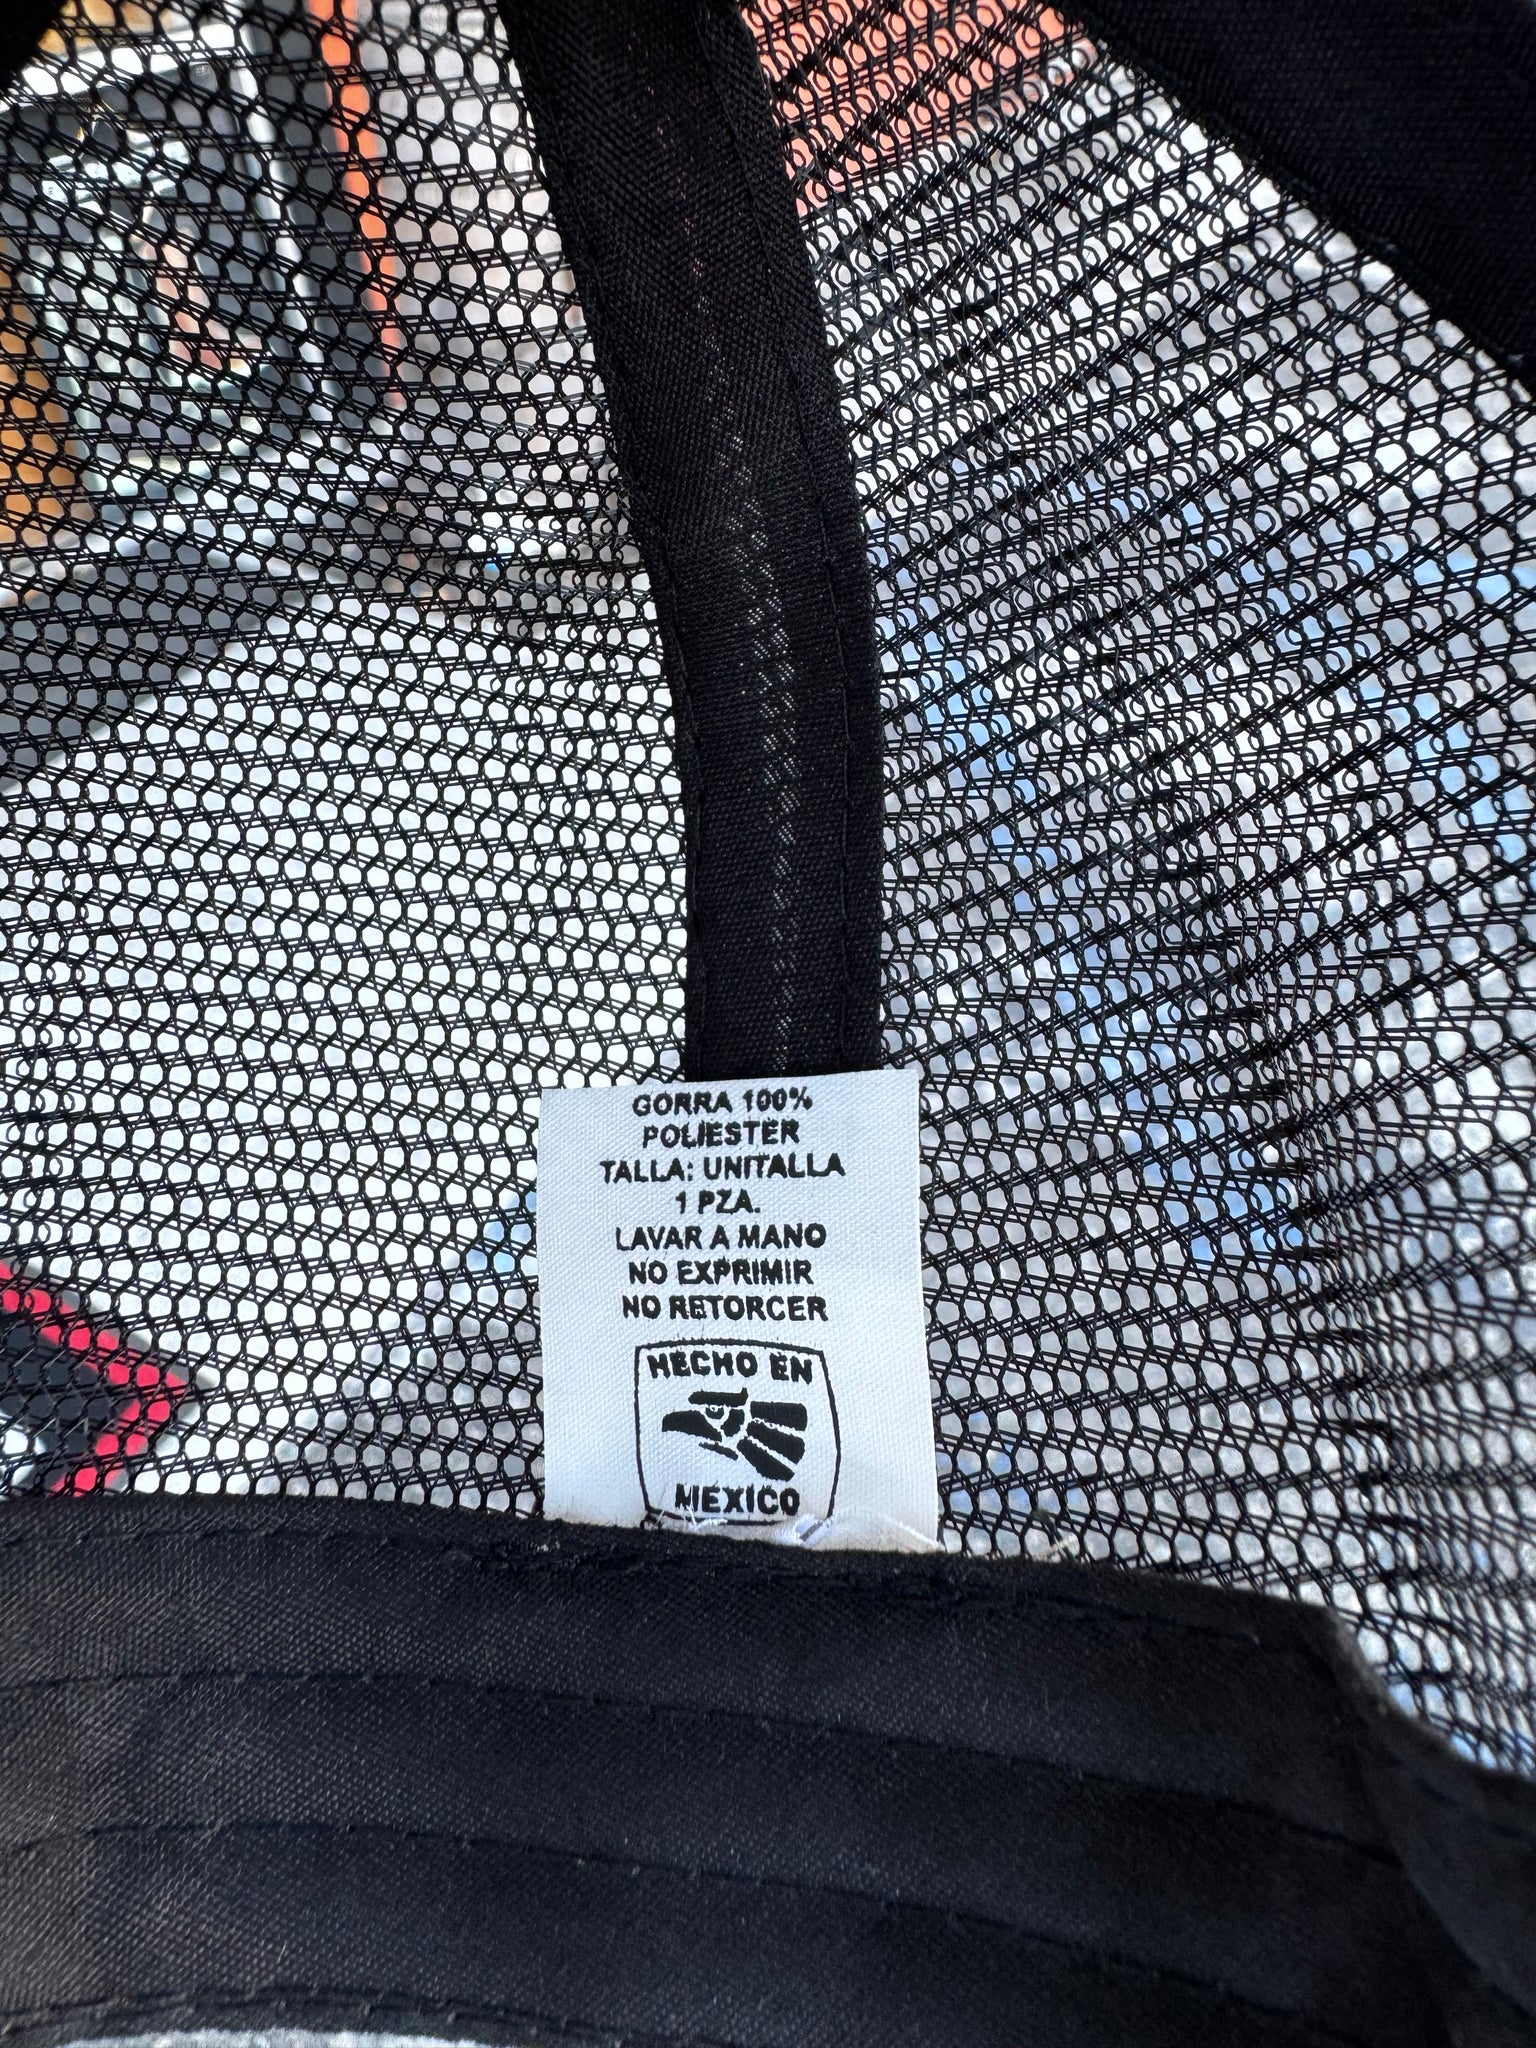 GORRA 100%
POLIESTER
TALLA: UNITALLA
1 PZA.
LAVAR A MANO
NO EXPRIMIR
NO RETORCER
HECHO EN
MEXICO